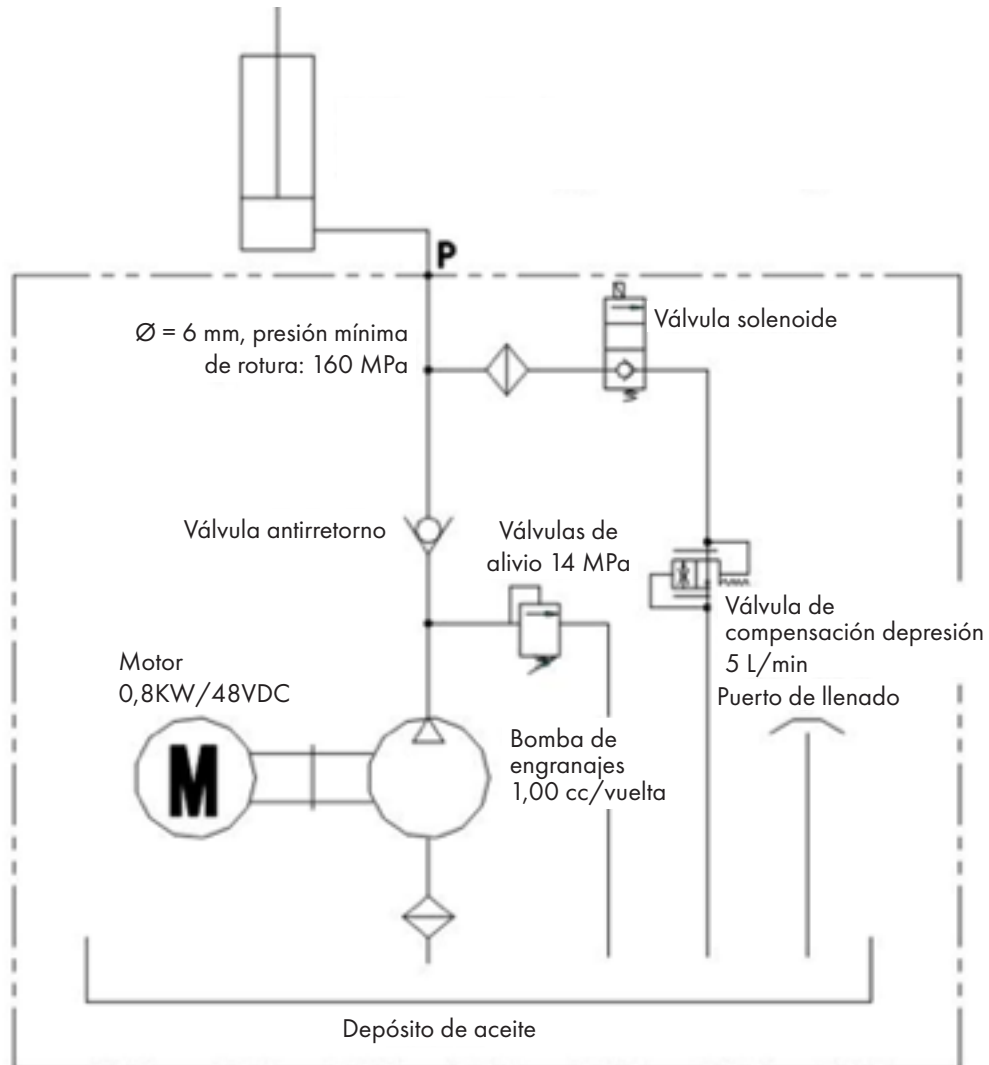 P
Ø = 6 mm, presión mínima
de rotura: 160 MPa
Válvula solenoide
Válvula antirretorno
Válvulas de
alivio 14 MPa
Válvula de
compensación depresión
5 L/min
Motor
0,8KW/48VDC
Puerto de llenado
M
Bomba de
engranajes
1,00 cc/vuelta
Depósito de aceite